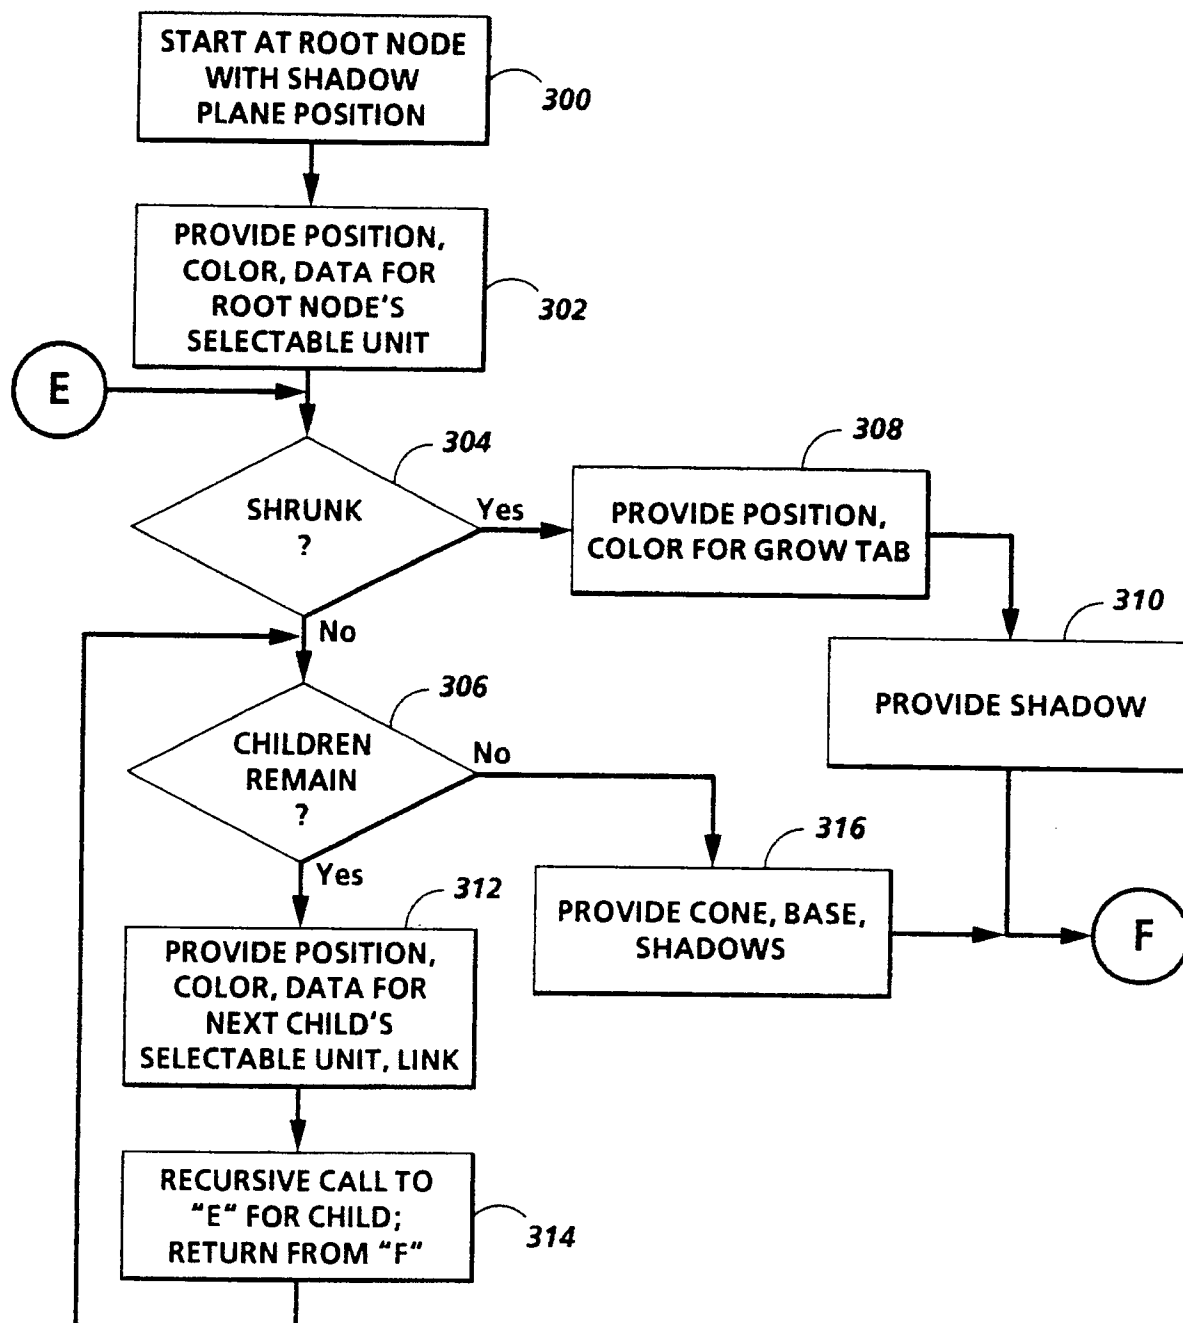 START AT ROOT NODE
WITH SHADOW
PLANE POSITION
300
PROVIDE POSITION,
COLOR, DATA FOR
ROOT NODE'S
SELECTABLE UNIT
302
E
304
SHRUNK
?
Yes
No
308
PROVIDE POSITION,
COLOR FOR GROW TAB
310
PROVIDE SHADOW
306
CHILDREN
REMAIN
?
No
Yes
316
PROVIDE CONE, BASE,
SHADOWS
F
312
PROVIDE POSITION,
COLOR, DATA FOR
NEXT CHILD'S
SELECTABLE UNIT, LINK
RECURSIVE CALL TO
"E" FOR CHILD;
RETURN FROM "F"
314